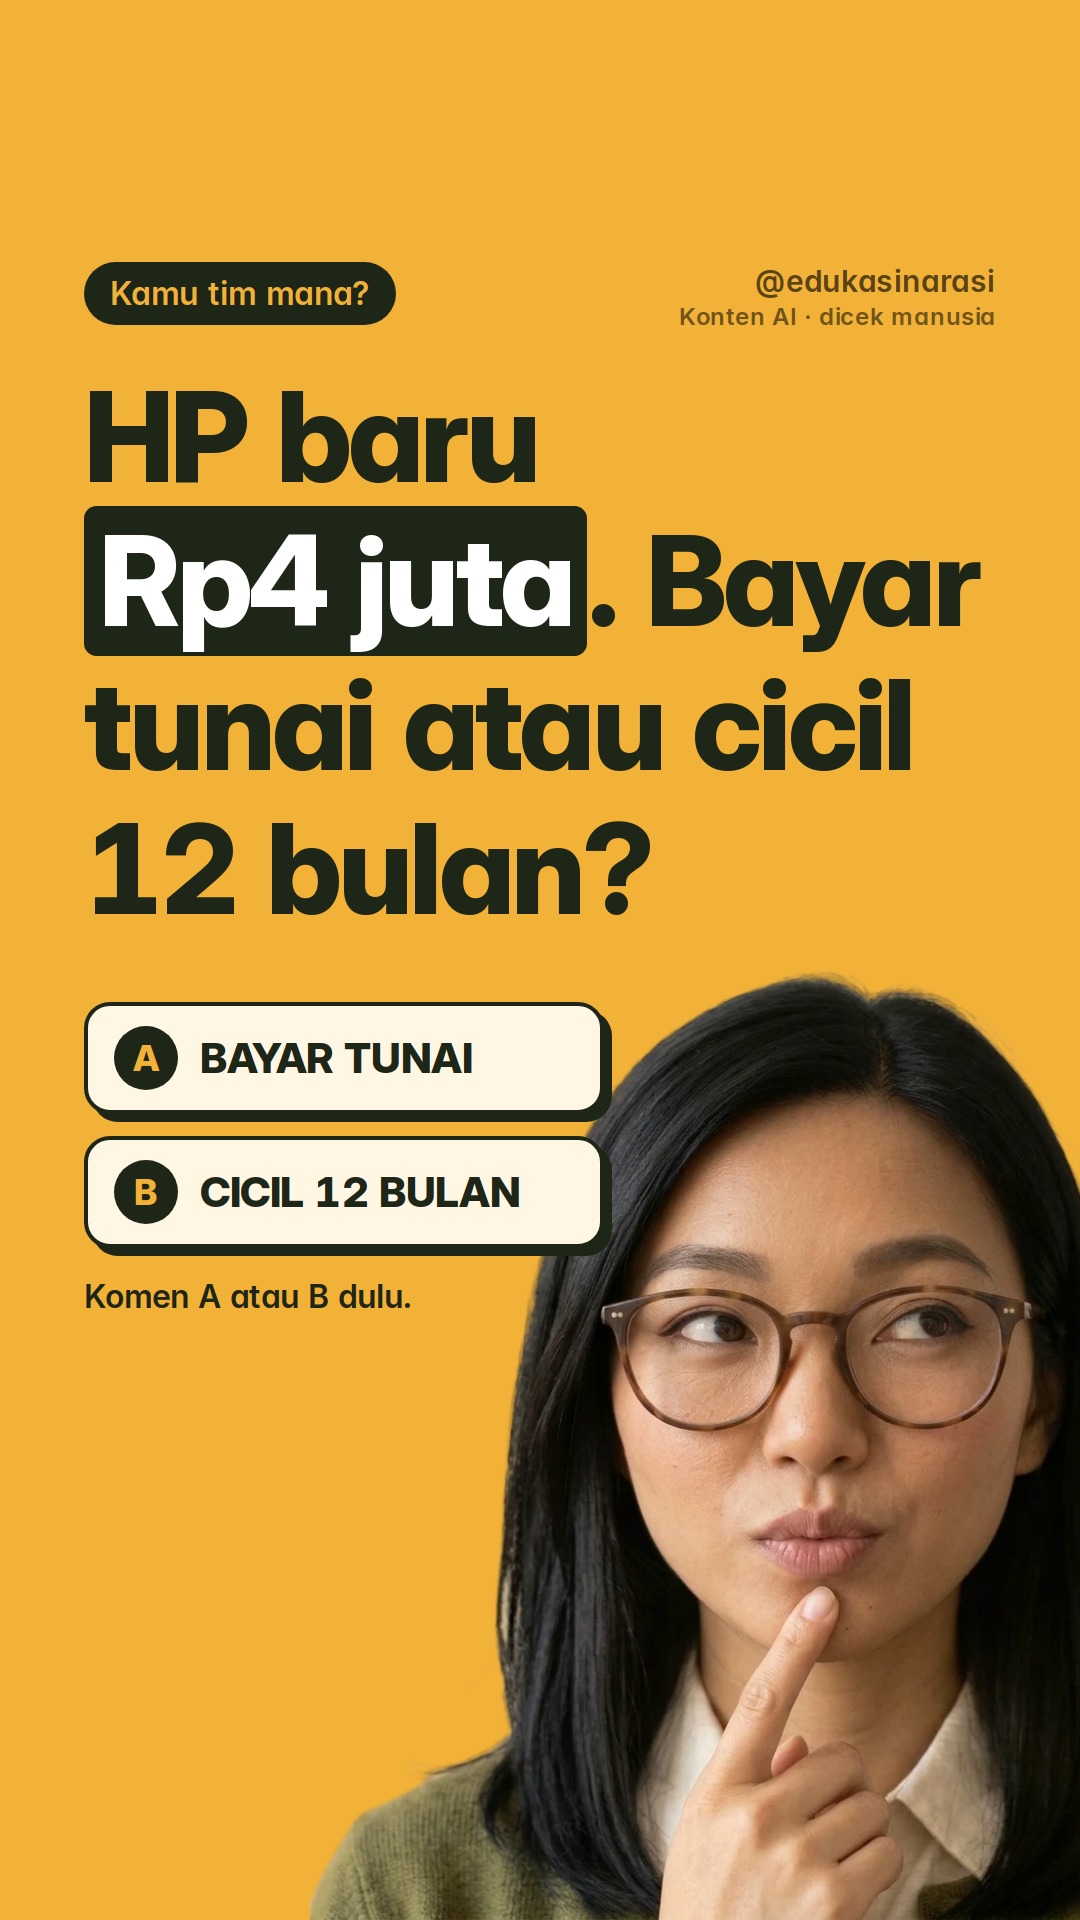 Kamu tim mana?
@edukasinarasi
Konten AI · dicek manusia
HP baru
Rp4 juta. Bayar
tunai atau cicil
12 bulan?
A BAYAR TUNAI
B CICIL 12 BULAN
Komen A atau B dulu.